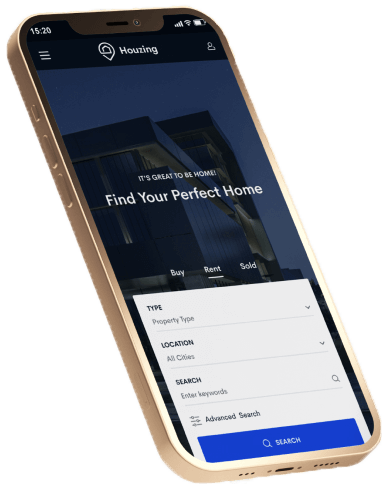 15:20
Houzing
IT'S GREAT TO BE HOME!
Find Your Perfect Home
Buy Rent Sold
TYPE
Property Type
LOCATION
All Cities
SEARCH
Enter keywords
Advanced Search
SEARCH